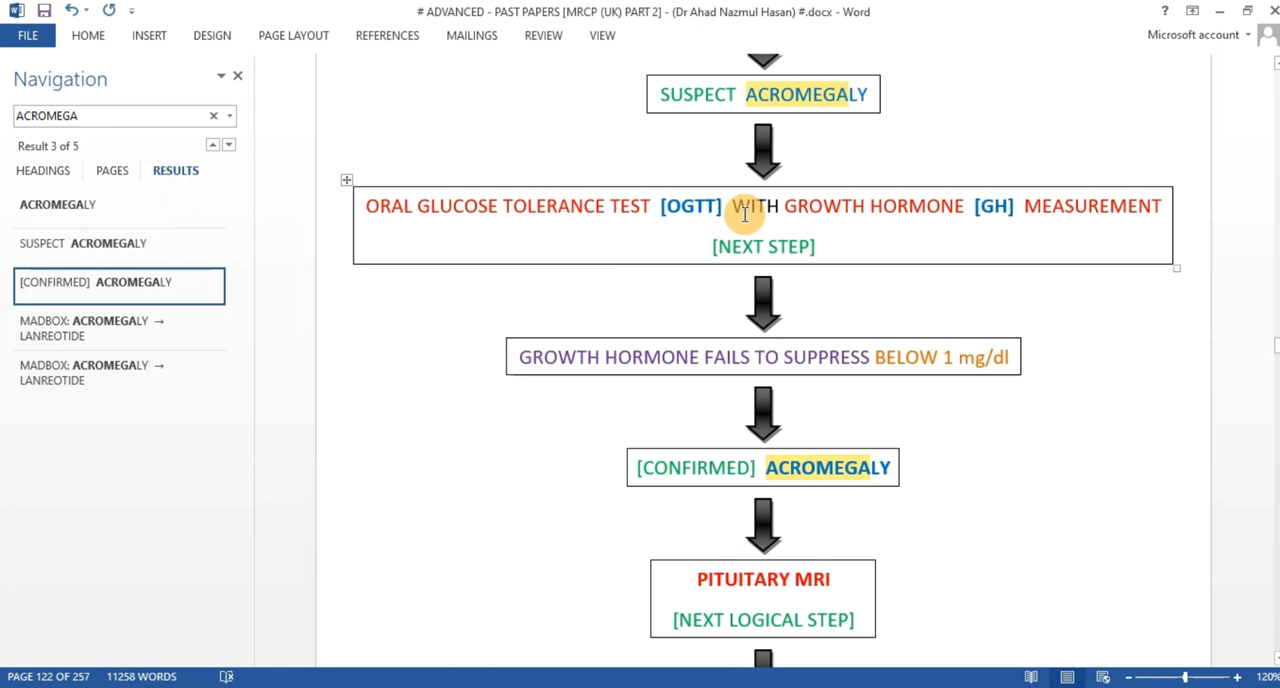 # ADVANCED - PAST PAPERS [MRCP (UK) PART 2] - (Dr Ahad Nazmul Hasan) #.docx - Word
FILE HOME INSERT DESIGN PAGE LAYOUT REFERENCES MAILINGS REVIEW VIEW Microsoft account
Navigation
ACROMEGA
Result 3 of 5
HEADINGS PAGES RESULTS
ACROMEGALY
SUSPECT ACROMEGALY
[CONFIRMED] ACROMEGALY
MADBOX: ACROMEGALY →
LANREOTIDE
MADBOX: ACROMEGALY →
LANREOTIDE
SUSPECT ACROMEGALY
ORAL GLUCOSE TOLERANCE TEST [OGTT] WITH GROWTH HORMONE [GH] MEASUREMENT
[NEXT STEP]
GROWTH HORMONE FAILS TO SUPPRESS BELOW 1 mg/dl
[CONFIRMED] ACROMEGALY
PITUITARY MRI
[NEXT LOGICAL STEP]
PAGE 122 OF 257 11258 WORDS 120%